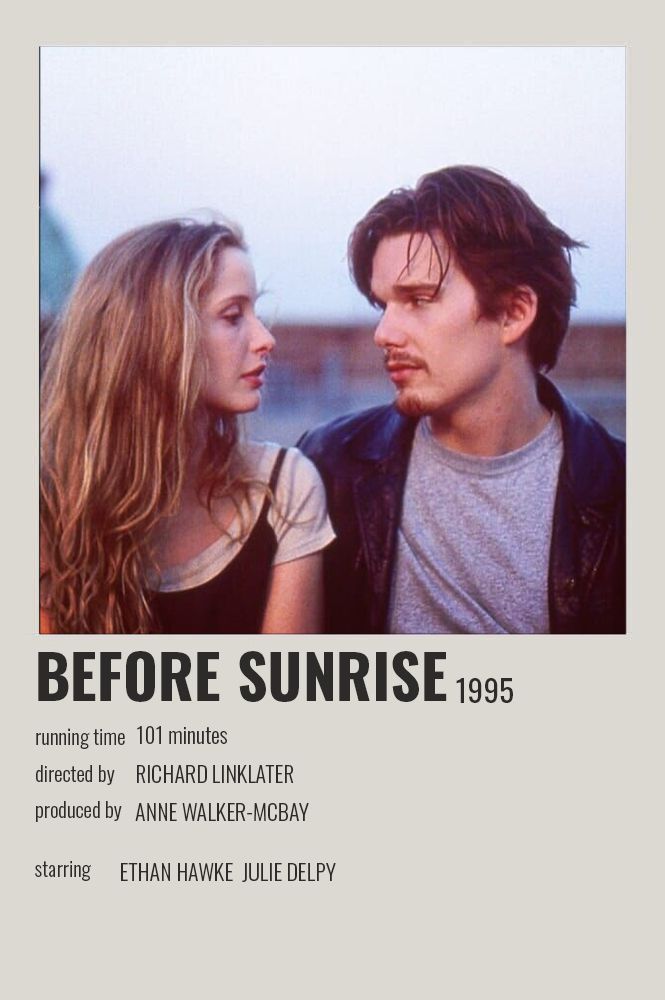 BEFORE SUNRISE 1995
running time 101 minutes
directed by RICHARD LINKLATER
produced by ANNE WALKER-MCBAY
starring ETHAN HAWKE JULIE DELPY